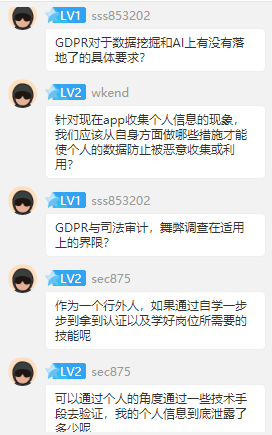 LV1 sss853202
GDPR对于数据挖掘和AI上有没有落
地了的具体要求?
LV2 wkend
针对现在app收集个人信息的现象，
我们应该从自身方面做哪些措施才能
使个人的数据防止被恶意收集或利
用?
LV1 sss853202
GDPR与司法审计，舞弊调查在适用
上的界限?
LV2 sec875
作为一个行外人，如果通过自学一步
步到拿到认证以及学好岗位所需要的
技能呢
LV2 sec875
可以通过个人的角度通过一些技术手
段去验证，我的个人信息到底泄露了
多少呢